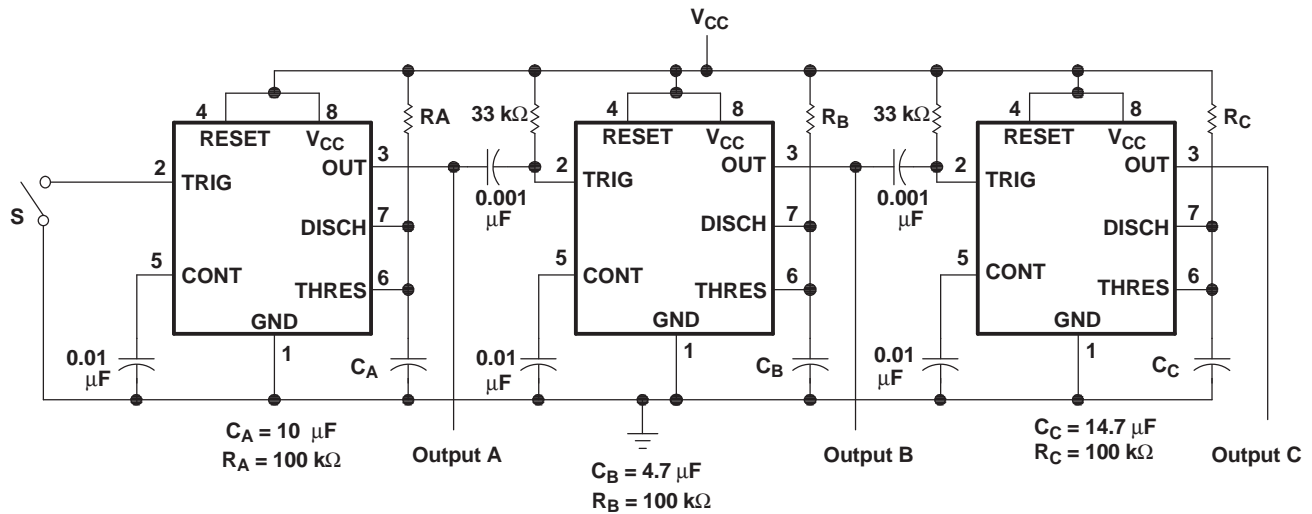 VCC
4
8
RESET
VCC
RA
33 kΩ
2
TRIG
OUT
3
0.001
μF
S
DISCH
7
5
CONT
THRES
6
GND
1
0.01
μF
CA
CA = 10 μF
RA = 100 kΩ
Output A
4
8
RESET
VCC
RB
33 kΩ
2
TRIG
OUT
3
0.001
μF
DISCH
7
5
CONT
THRES
6
GND
1
0.01
μF
CB
CB = 4.7 μF
RB = 100 kΩ
Output B
4
8
RESET
VCC
RC
2
TRIG
OUT
3
DISCH
7
5
CONT
THRES
6
GND
1
0.01
μF
CC
CC = 14.7 μF
RC = 100 kΩ
Output C